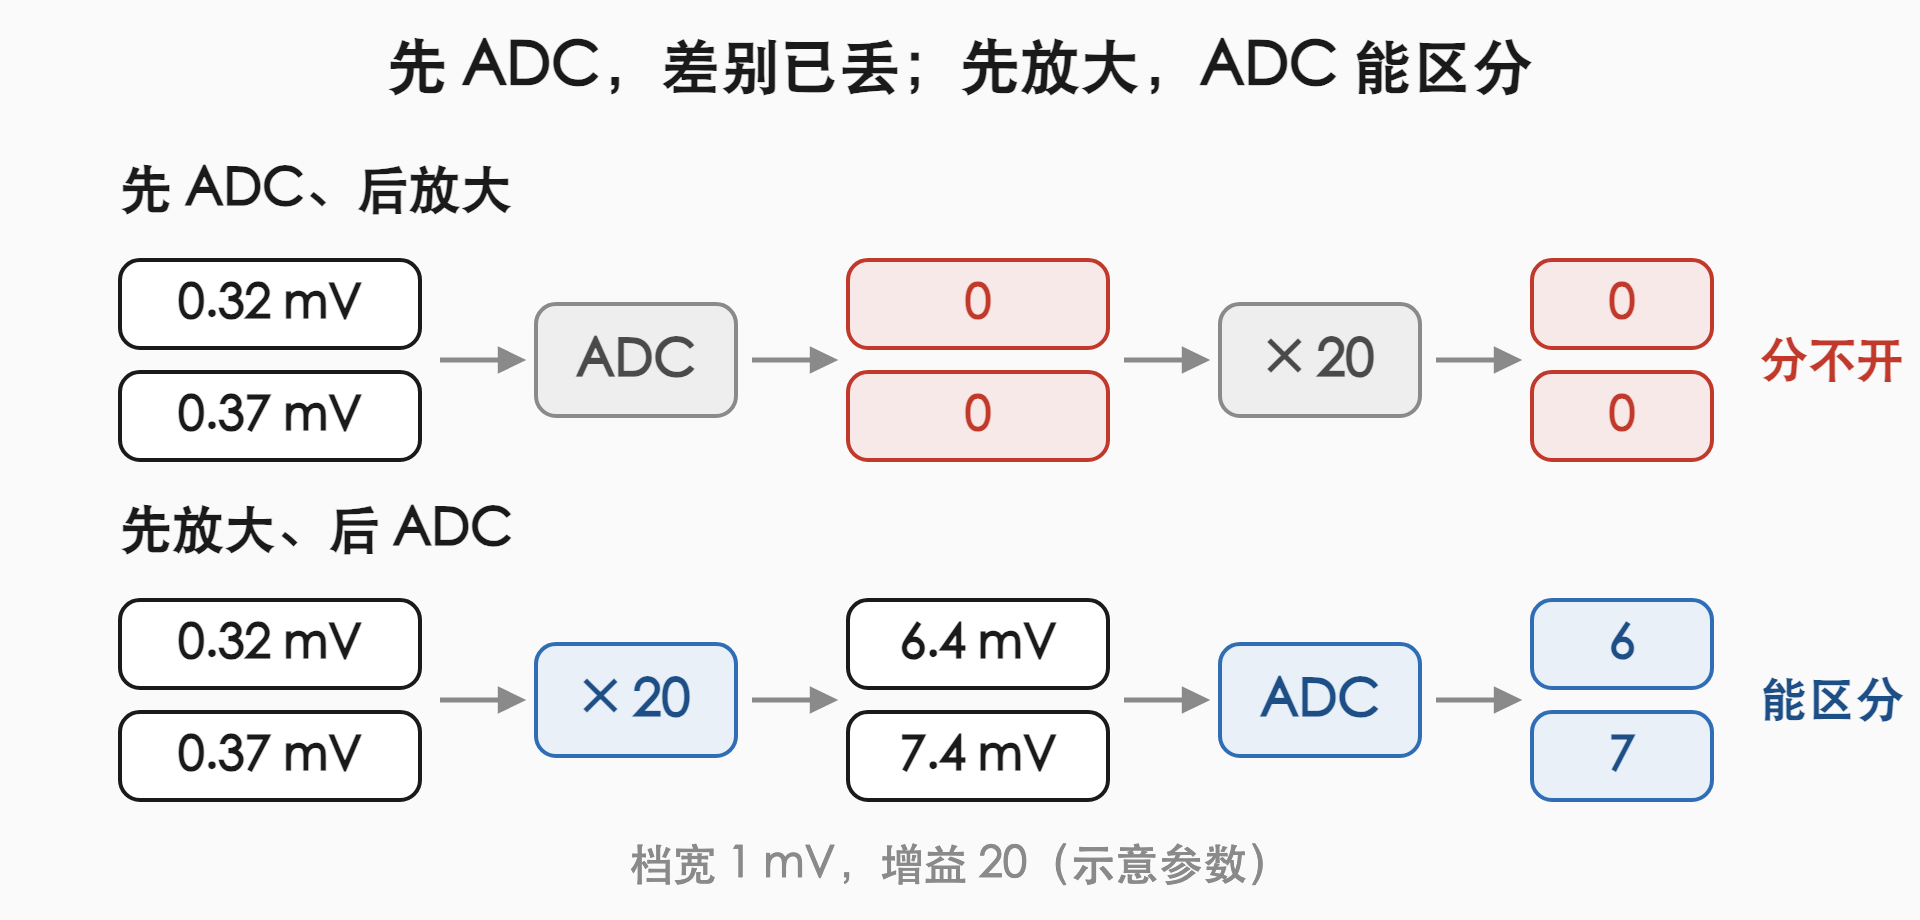 先 ADC，差别已丢；先放大，ADC 能区分
先 ADC、后放大
0.32 mV
0.37 mV
ADC
0
0
× 20
0
0
分不开
先放大、后 ADC
0.32 mV
0.37 mV
× 20
6.4 mV
7.4 mV
ADC
6
7
能区分
档宽 1 mV，增益 20（示意参数）